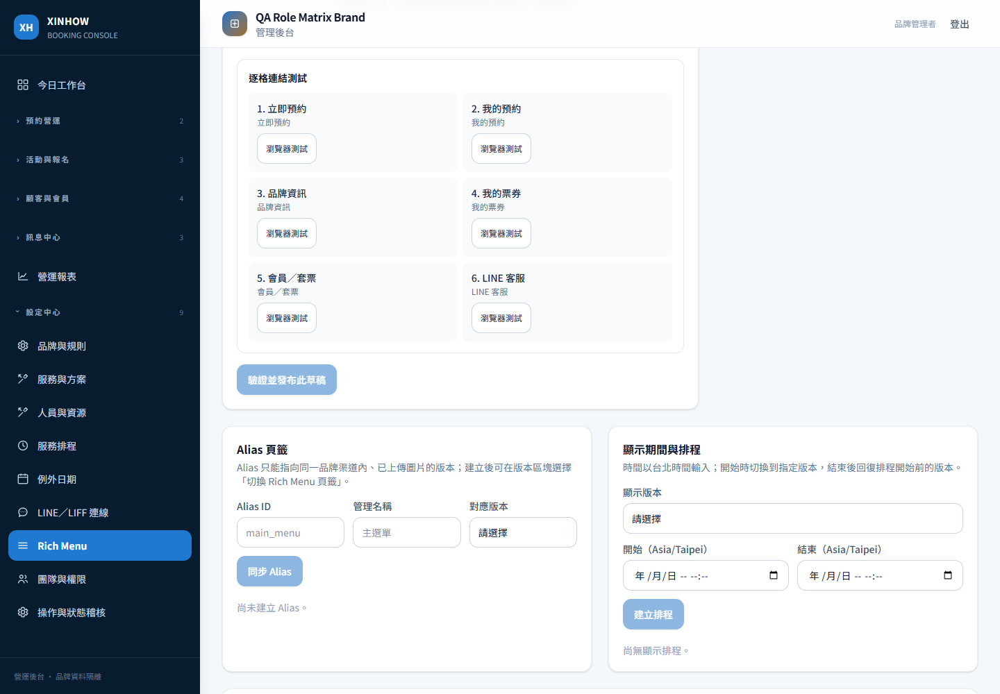 XH
XINHOW
BOOKING CONSOLE
今日工作台
預約營運 2
活動與報名 3
顧客與會員 4
訊息中心 3
營運報表
設定中心 9
品牌與規則
服務與方案
人員與資源
服務排程
例外日期
LINE／LIFF 連線
Rich Menu
團隊與權限
操作與狀態稽核
營運後台 · 品牌資料隔離
QA Role Matrix Brand
管理後台
品牌管理者
登出
逐格連結測試
1. 立即預約
立即預約
瀏覽器測試
2. 我的預約
我的預約
瀏覽器測試
3. 品牌資訊
品牌資訊
瀏覽器測試
4. 我的票券
我的票券
瀏覽器測試
5. 會員／套票
會員／套票
瀏覽器測試
6. LINE 客服
LINE 客服
瀏覽器測試
驗證並發布此草稿
Alias 頁籤
Alias 只能指向同一品牌渠道內、已上傳圖片的版本；建立後可在版本區塊選擇
「切換 Rich Menu 頁籤」。
Alias ID
main_menu
管理名稱
主選單
對應版本
請選擇
同步 Alias
尚未建立 Alias。
顯示期間與排程
時間以台北時間輸入；開始時切換到指定版本，結束後回復排程開始前的版本。
顯示版本
請選擇
開始（Asia/Taipei）
年 /月/日 -- --:--
結束（Asia/Taipei）
年 /月/日 -- --:--
建立排程
尚無顯示排程。